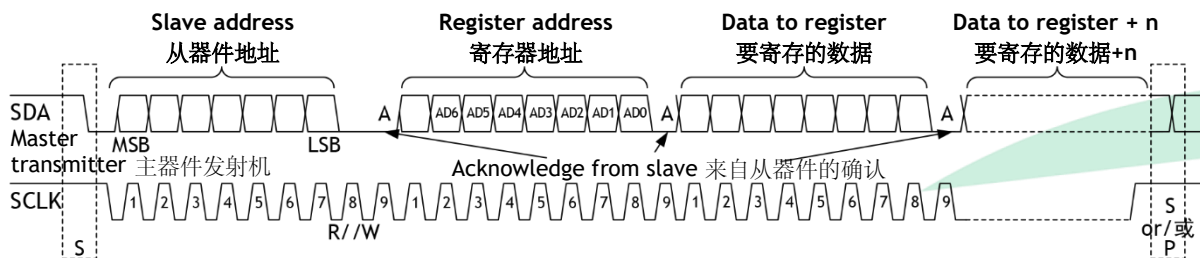 Slave address Register address Data to register Data to register + n
从器件地址 寄存器地址 要寄存的数据 要寄存的数据+n
SDA A AD6 AD5 AD4 AD3 AD2 AD1 AD0 A A
Master MSB LSB
transmitter 主器件发射机 Acknowledge from slave 来自从器件的确认
SCLK 1 2 3 4 5 6 7 8 9 1 2 3 4 5 6 7 8 9 1 2 3 4 5 6 7 8 9 S
R//W or/或
S P